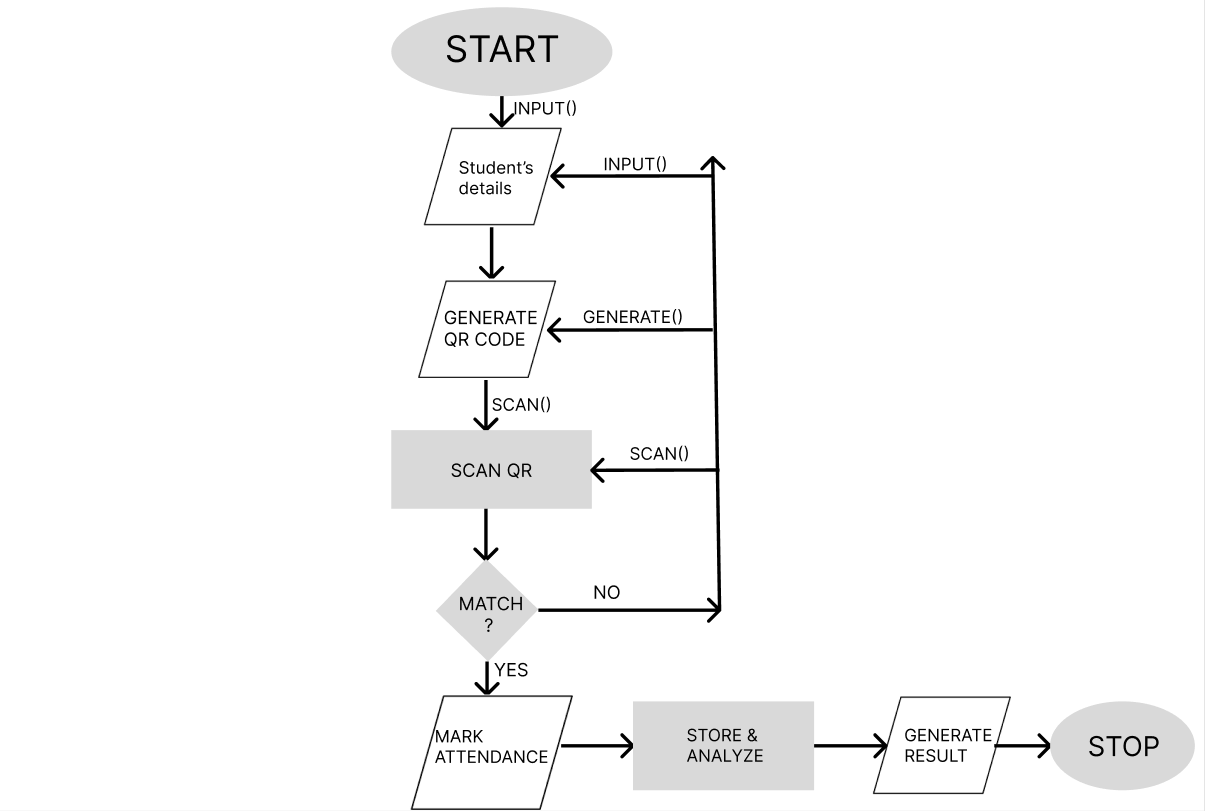 START
INPUT()
Student’s
details
INPUT()
GENERATE
QR CODE
GENERATE()
SCAN()
SCAN QR
SCAN()
MATCH
?
NO
YES
MARK
ATTENDANCE
STORE &
ANALYZE
GENERATE
RESULT
STOP